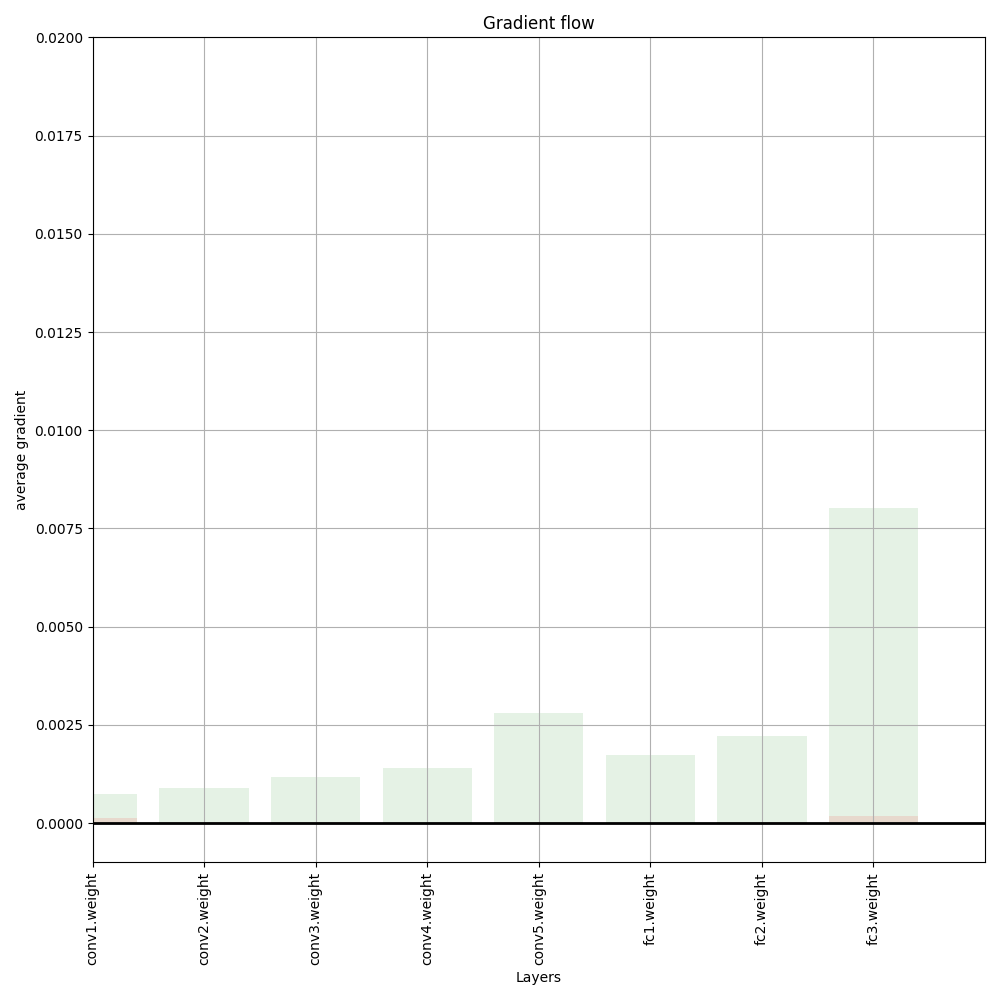 Gradient flow
0.0200
0.0175
0.0150
0.0125
0.0100
0.0075
0.0050
0.0025
0.0000
average gradient
conv1.weight
conv2.weight
conv3.weight
conv4.weight
conv5.weight
fc1.weight
fc2.weight
fc3.weight
Layers